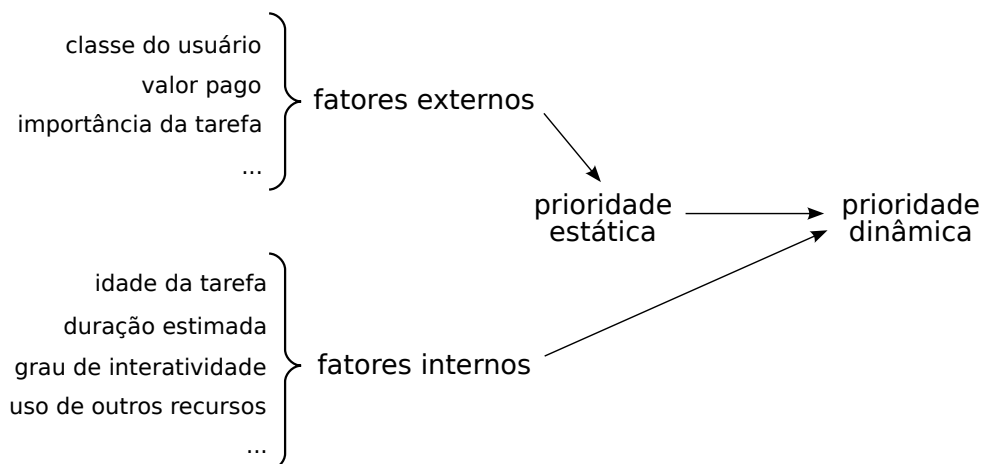 classe do usuário
valor pago
importância da tarefa
...
fatores externos
prioridade
estática
prioridade
dinâmica
idade da tarefa
duração estimada
grau de interatividade
uso de outros recursos
...
fatores internos